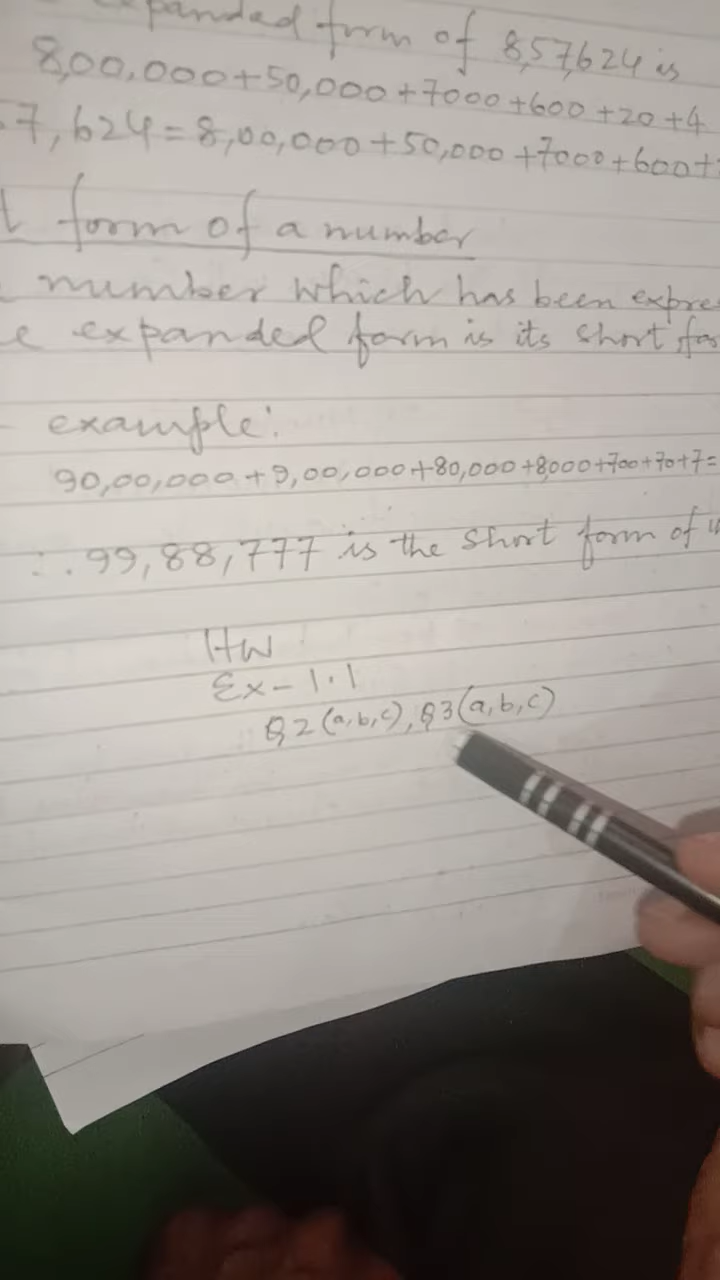 expanded form of 8,57,624 is
8,00,000+50,000+7000+600+20+4
57,624=8,00,000+50,000+7000+600+
form of a number
number which has been
expanded form is its short
example:
90,00,000+9,00,000+80,000+8000+700+70+7=
∴ 99,88,777 is the short form of
HW
Ex-1.1
Q2(a,b,c), Q3(a,b,c)